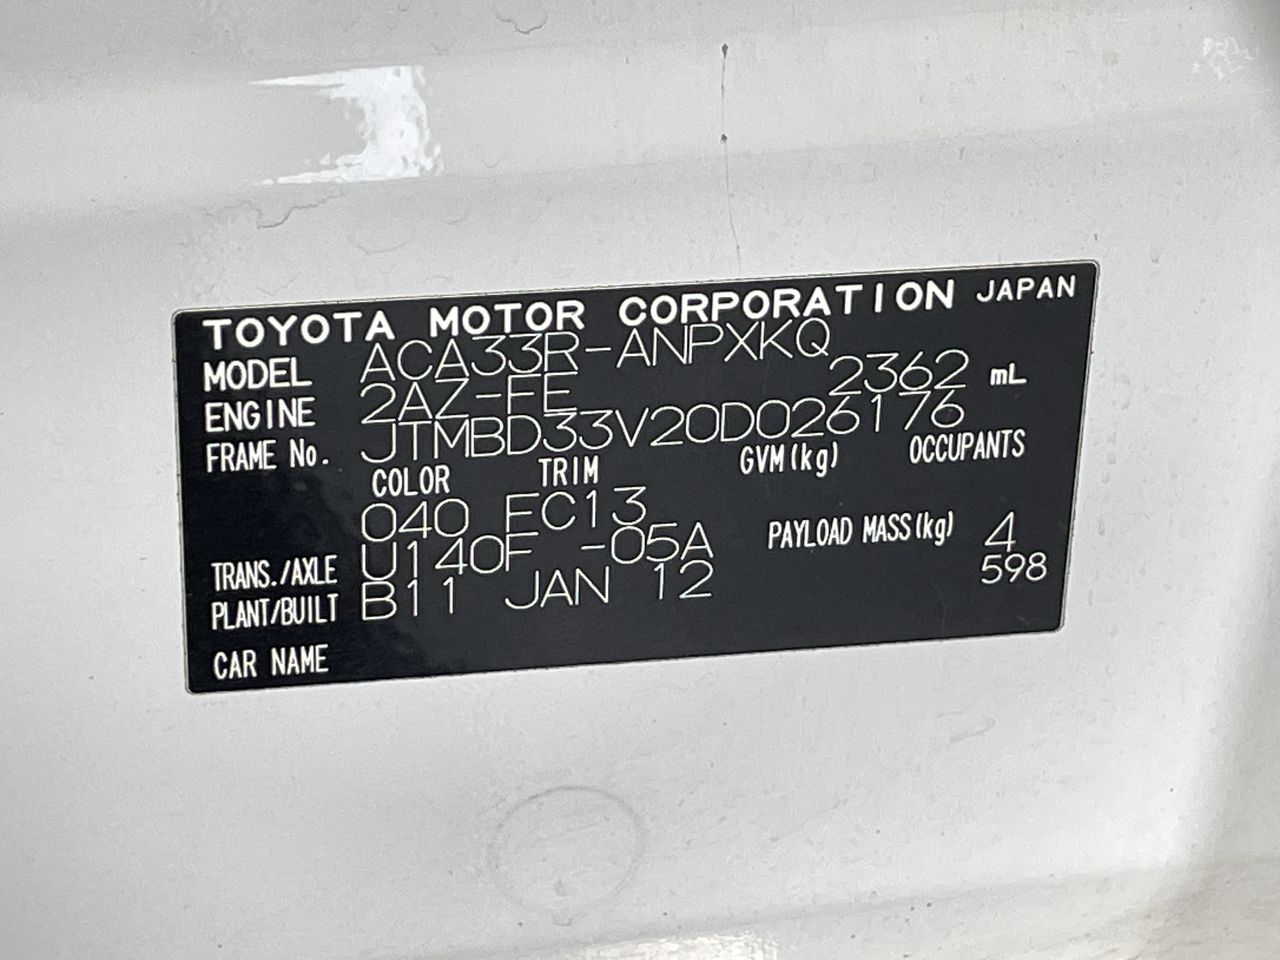 TOYOTA MOTOR CORPORATION JAPAN
MODEL ACA33R-ANPXKQ
ENGINE 2AZ-FE 2362 mL
FRAME No. JTMBD33V20D026176
COLOR TRIM GVM(kg) OCCUPANTS
040 FC13
TRANS./AXLE U140F -05A PAYLOAD MASS(kg) 4
PLANT/BUILT B11 JAN 12 598
CAR NAME